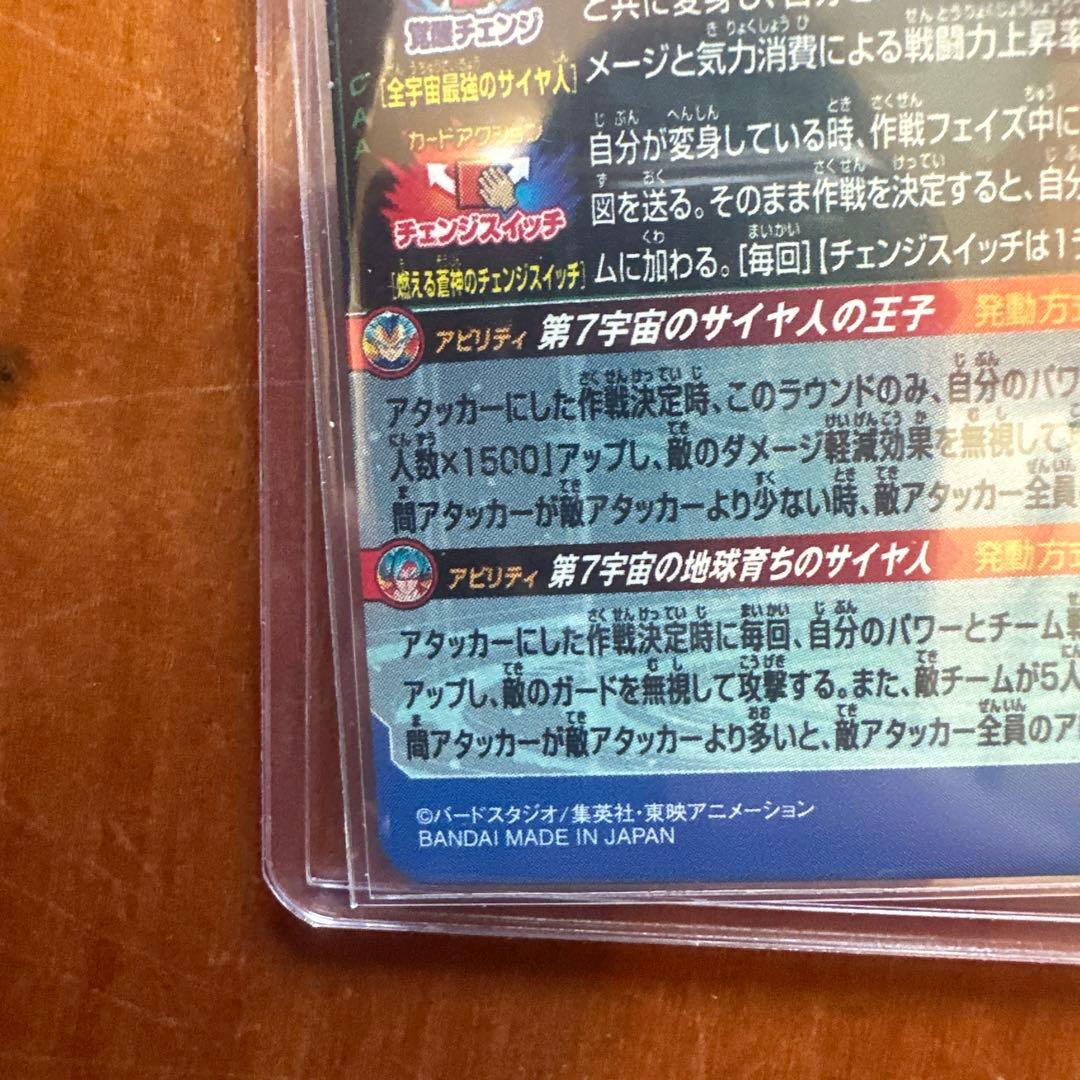 覚醒チェンジ
[全宇宙最強のサイヤ人]
と共に変身し、自分
メージと気力消費による戦闘力上昇率
カードアクション
チェンジスイッチ
[燃える蒼神のチェンジスイッチ]
自分が変身している時、作戦フェイズ中に
図を送る。そのまま作戦を決定すると、自分
ムに加わる。[毎回]【チェンジスイッチは1
アビリティ 第7宇宙のサイヤ人の王子 発動方式
アタッカーにした作戦決定時、このラウンドのみ、自分のパワ
人数×1500」アップし、敵のダメージ軽減効果を無視して
間アタッカーが敵アタッカーより少ない時、敵アタッカー全員
アビリティ 第7宇宙の地球育ちのサイヤ人 発動方式
アタッカーにした作戦決定時に毎回、自分のパワーとチーム戦
アップし、敵のガードを無視して攻撃する。また、敵チームが5人
間アタッカーが敵アタッカーより多いと、敵アタッカー全員のア
©バードスタジオ/集英社・東映アニメーション
BANDAI MADE IN JAPAN